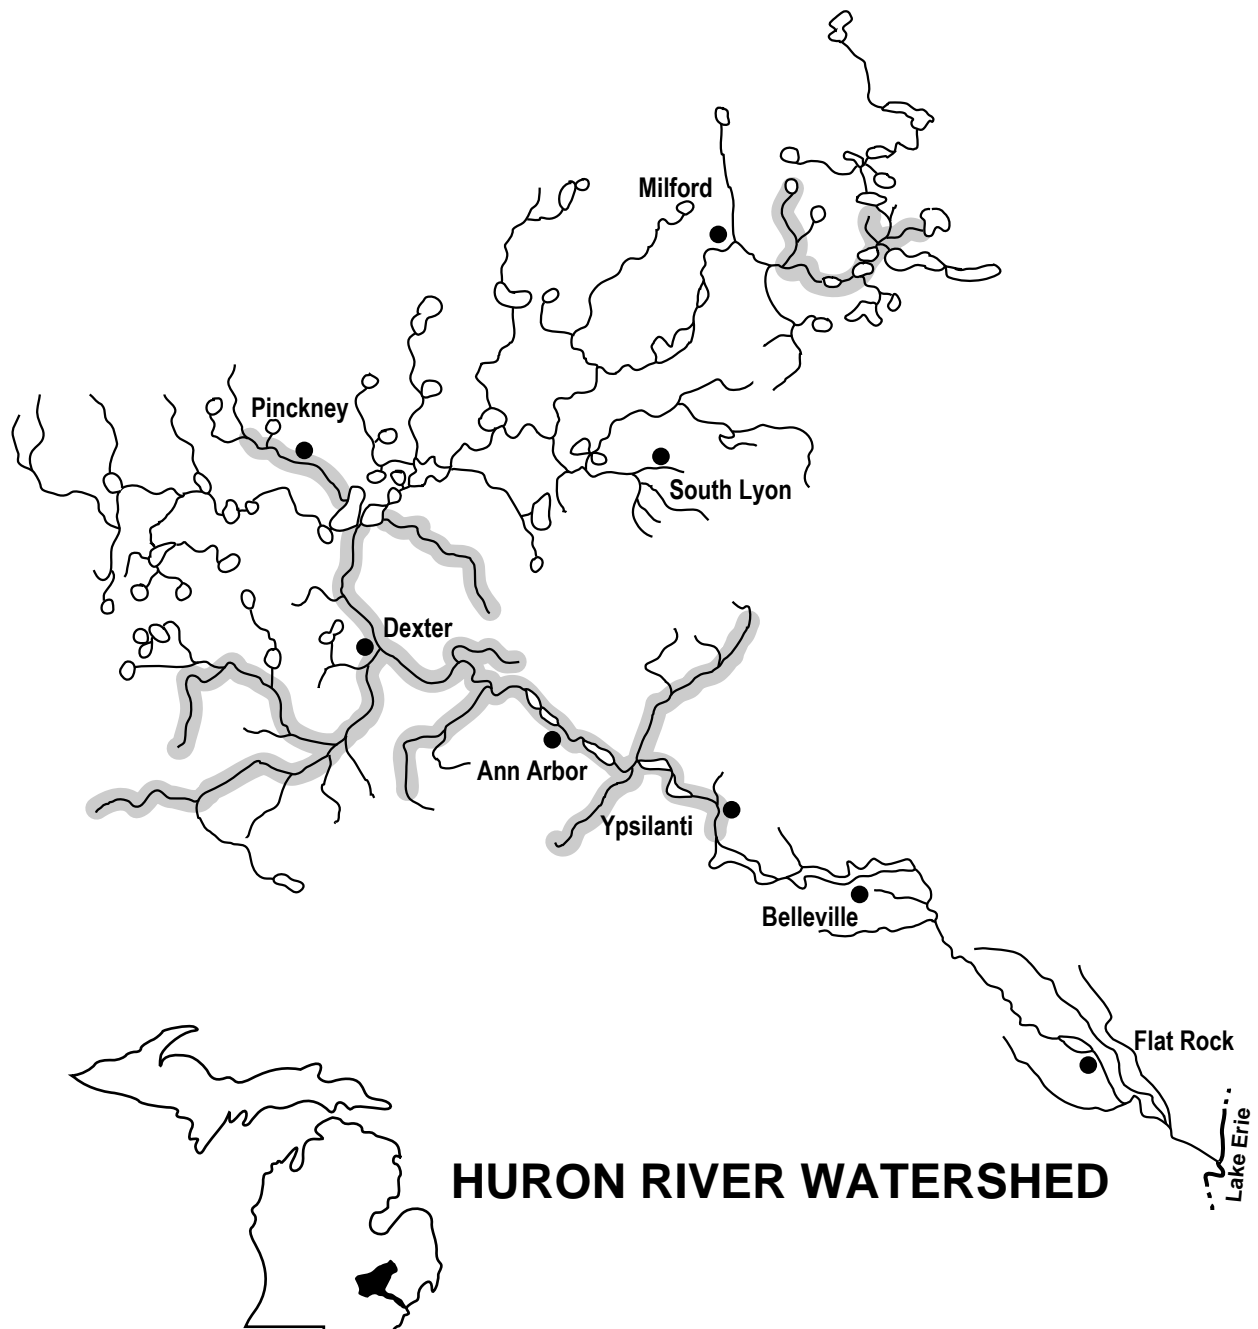 Milford
Pinckney
South Lyon
Dexter
Ann Arbor
Ypsilanti
Belleville
Flat Rock
Lake Erie
HURON RIVER WATERSHED